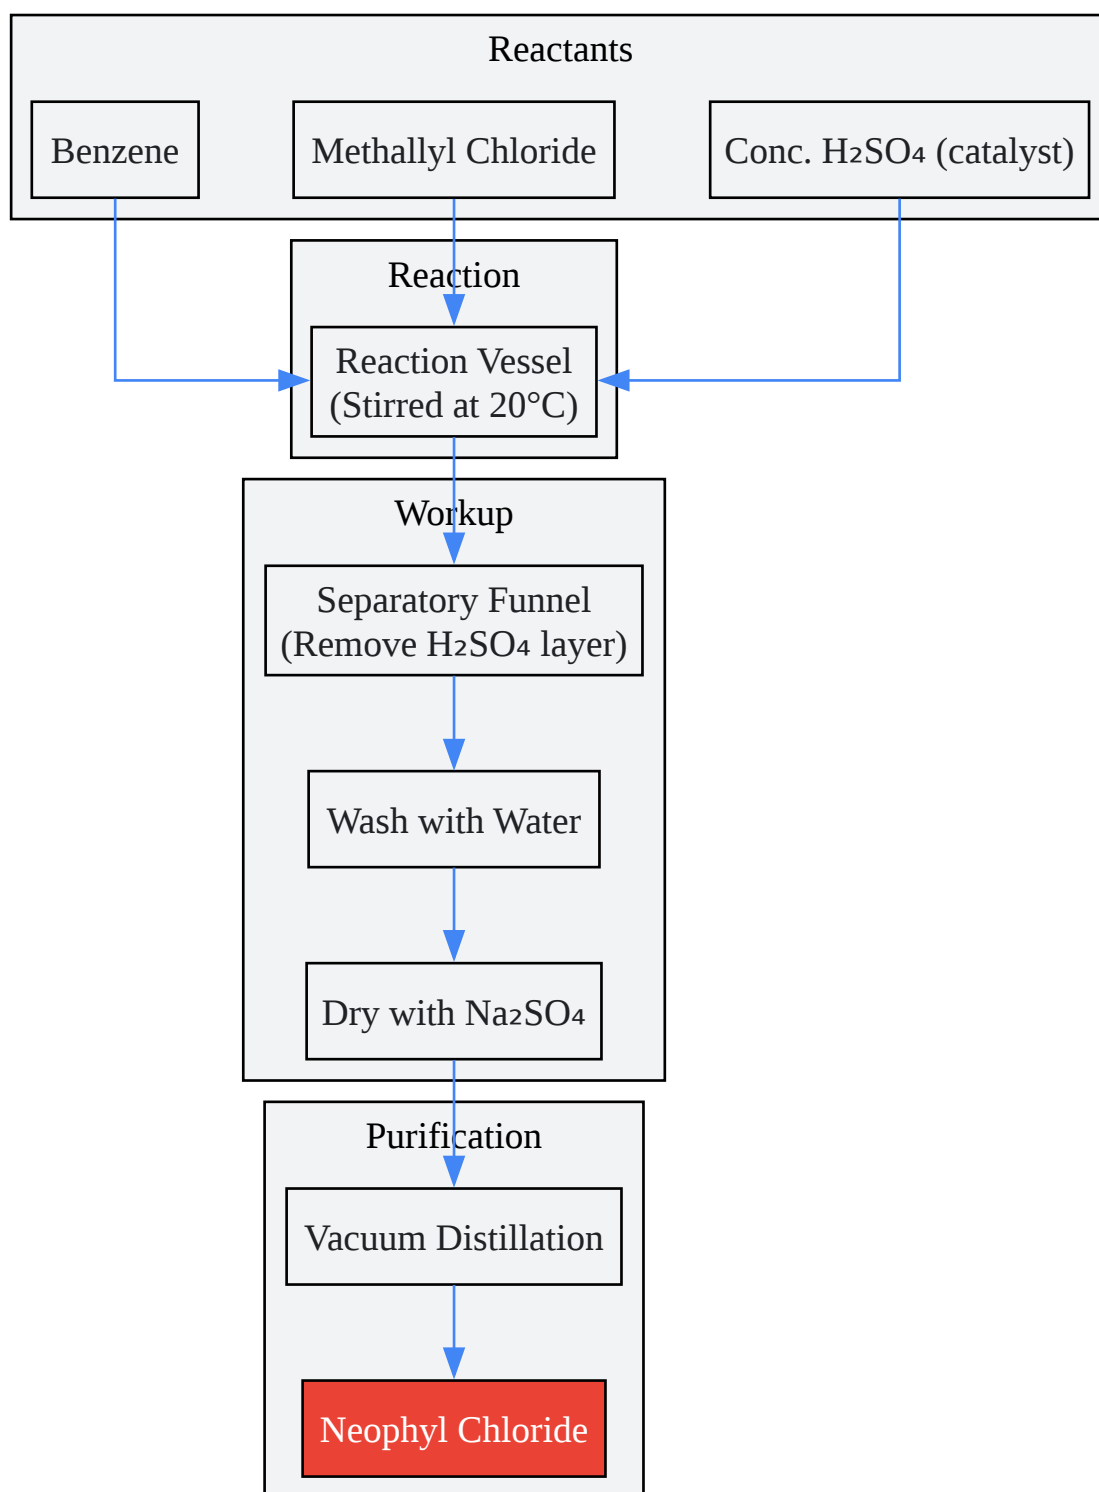 Reactants
Benzene
Methallyl Chloride
Conc. H₂SO₄ (catalyst)
Reaction
Reaction Vessel
(Stirred at 20°C)
Workup
Separatory Funnel
(Remove H₂SO₄ layer)
Wash with Water
Dry with Na₂SO₄
Purification
Vacuum Distillation
Neophyl Chloride